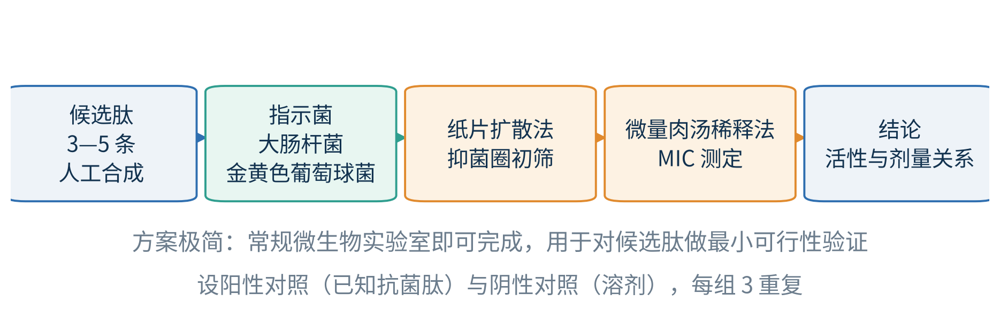 候选肽
3—5 条
人工合成
指示菌
大肠杆菌
金黄色葡萄球菌
纸片扩散法
抑菌圈初筛
微量肉汤稀释法
MIC 测定
结论
活性与剂量关系
方案极简：常规微生物实验室即可完成，用于对候选肽做最小可行性验证
设阳性对照（已知抗菌肽）与阴性对照（溶剂），每组 3 重复